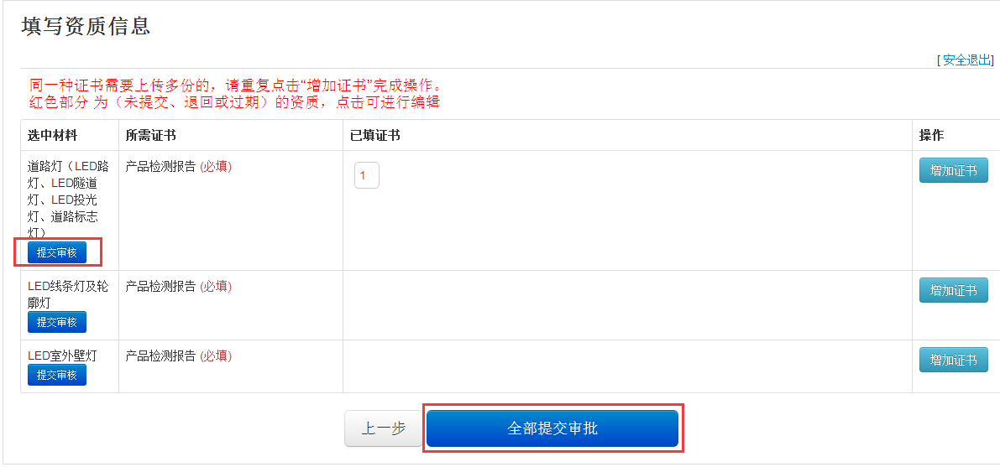 填写资质信息
[ 安全退出]
同一种证书需要上传多份的，请重复点击“增加证书”完成操作。
红色部分 为（未提交、退回或过期）的资质，点击可进行编辑
选中材料 所需证书 已填证书 操作
道路灯（LED路 产品检测报告 (必填) 1 增加证书
灯、LED隧道
灯、LED投光
灯、道路标志
灯）
提交审核
LED线条灯及轮 产品检测报告 (必填) 增加证书
廓灯
提交审核
LED室外壁灯 产品检测报告 (必填) 增加证书
提交审核
上一步 全部提交审批